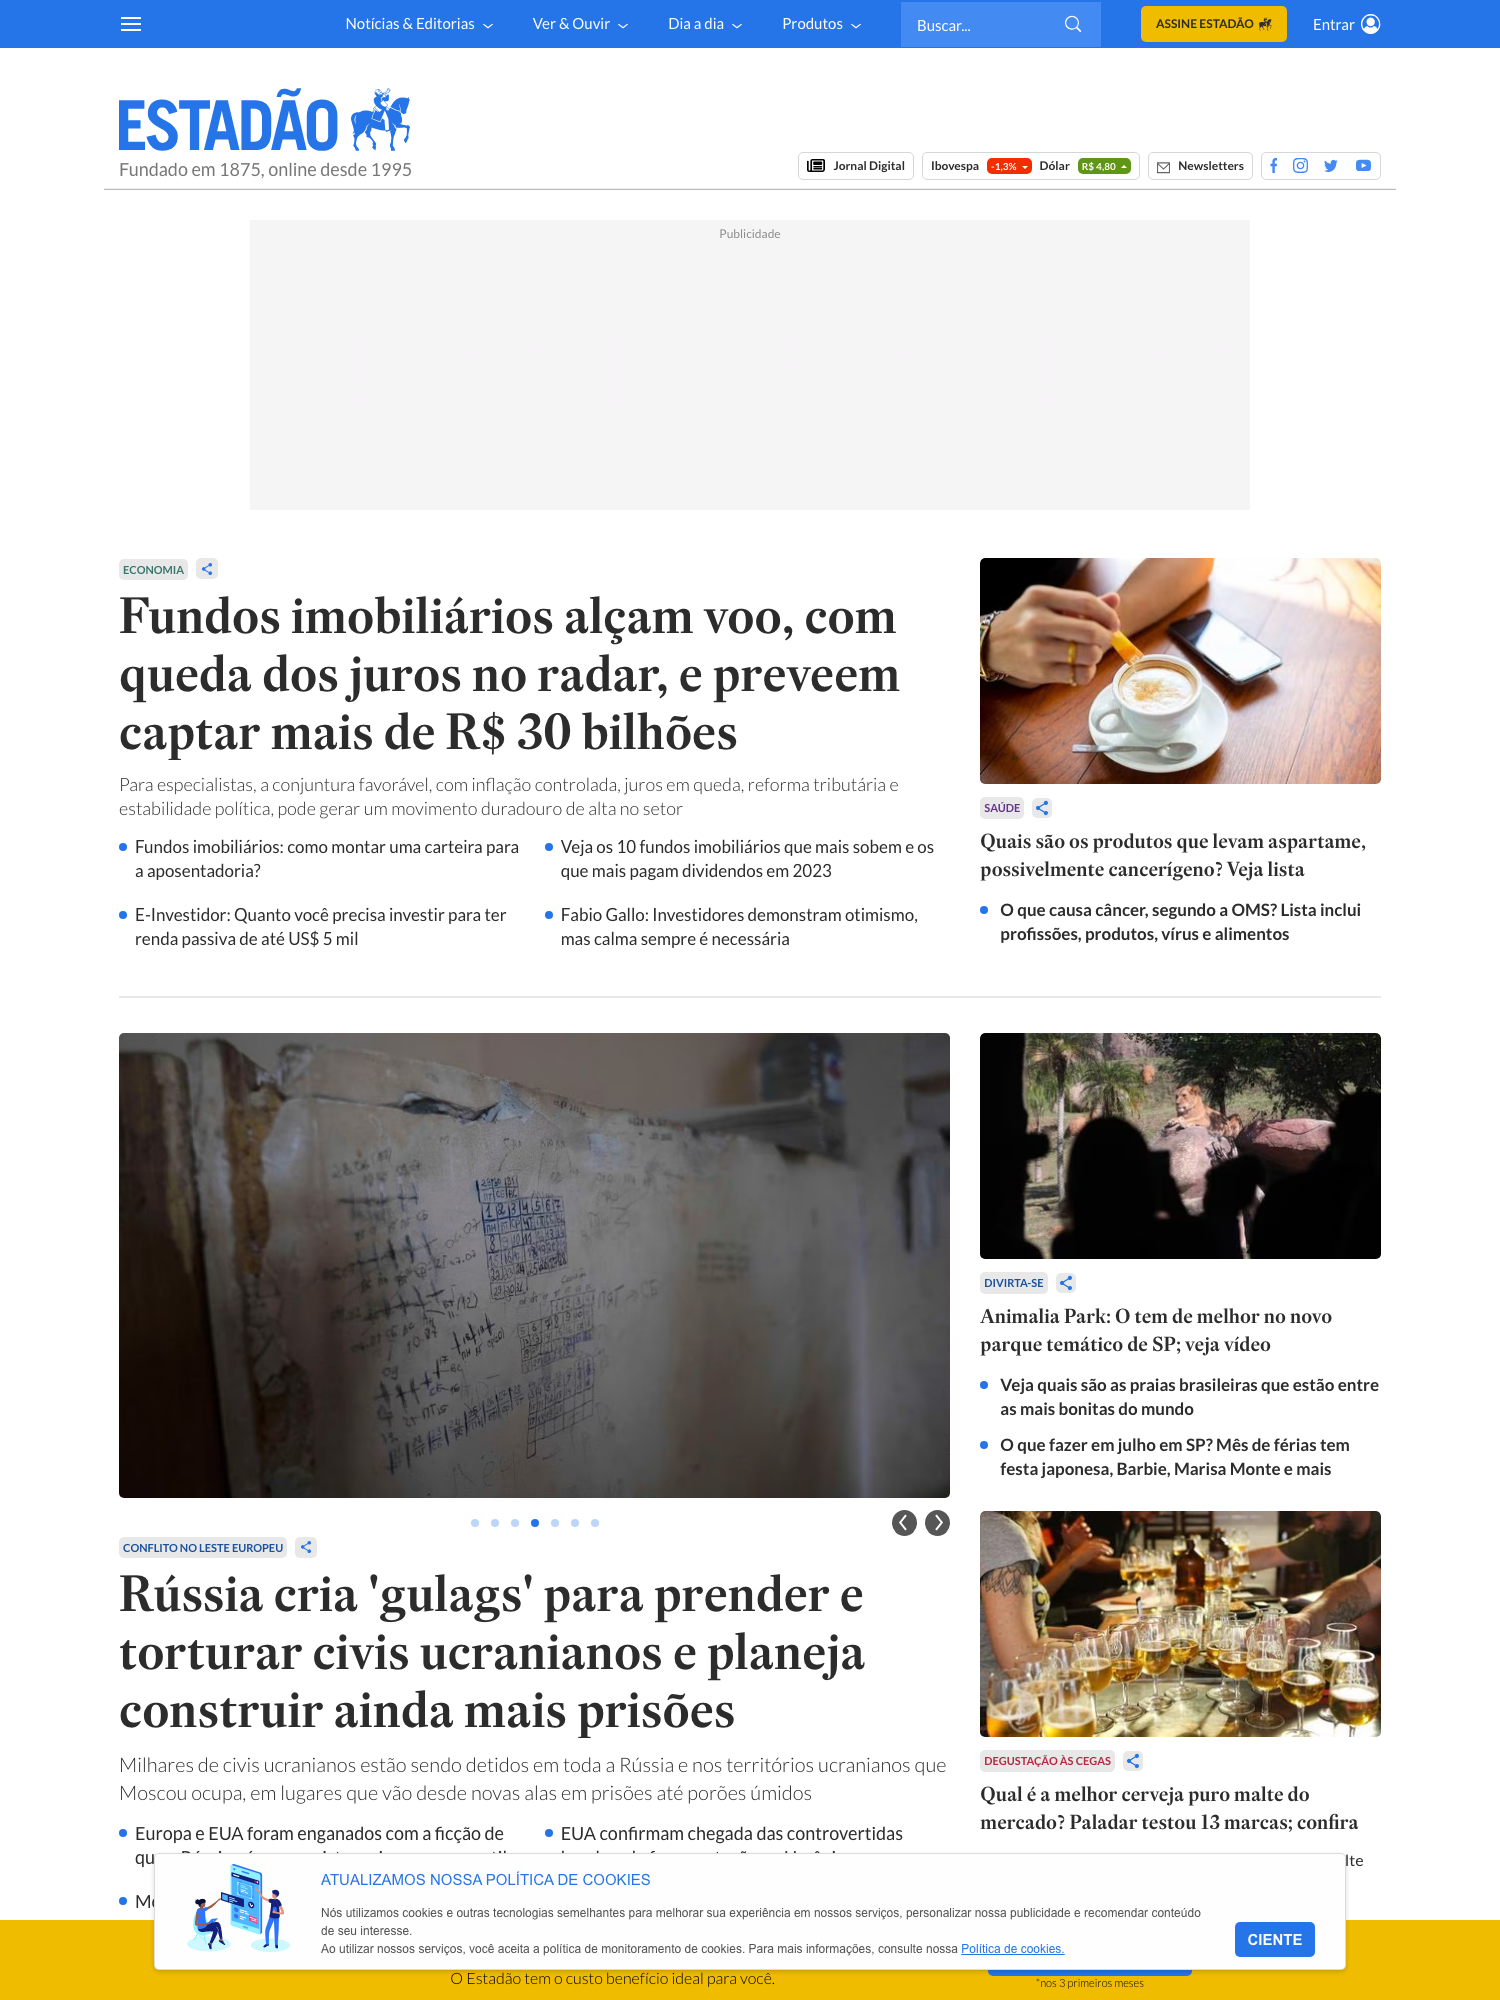 Notícias & Editorias
Ver & Ouvir
Dia a dia
Produtos
Buscar...
ASSINE ESTADÃO
Entrar
ESTADÃO
Fundado em 1875, online desde 1995
Jornal Digital
Ibovespa -1,3% Dólar R$ 4,80
Newsletters
Publicidade
ECONOMIA
Fundos imobiliários alçam voo, com
queda dos juros no radar, e preveem
captar mais de R$ 30 bilhões
Para especialistas, a conjuntura favorável, com inflação controlada, juros em queda, reforma tributária e
estabilidade política, pode gerar um movimento duradouro de alta no setor
Fundos imobiliários: como montar uma carteira para
a aposentadoria?
Veja os 10 fundos imobiliários que mais sobem e os
que mais pagam dividendos em 2023
E-Investidor: Quanto você precisa investir para ter
renda passiva de até US$ 5 mil
Fabio Gallo: Investidores demonstram otimismo,
mas calma sempre é necessária
SAÚDE
Quais são os produtos que levam aspartame,
possivelmente cancerígeno? Veja lista
O que causa câncer, segundo a OMS? Lista inclui
profissões, produtos, vírus e alimentos
CONFLITO NO LESTE EUROPEU
Rússia cria 'gulags' para prender e
torturar civis ucranianos e planeja
construir ainda mais prisões
Milhares de civis ucranianos estão sendo detidos em toda a Rússia e nos territórios ucranianos que
Moscou ocupa, em lugares que vão desde novas alas em prisões até porões úmidos
Europa e EUA foram enganados com a ficção de
EUA confirmam chegada das controvertidas
DIVIRTA-SE
Animalia Park: O tem de melhor no novo
parque temático de SP; veja vídeo
Veja quais são as praias brasileiras que estão entre
as mais bonitas do mundo
O que fazer em julho em SP? Mês de férias tem
festa japonesa, Barbie, Marisa Monte e mais
DEGUSTAÇÃO ÀS CEGAS
Qual é a melhor cerveja puro malte do
mercado? Paladar testou 13 marcas; confira
ATUALIZAMOS NOSSA POLÍTICA DE COOKIES
Nós utilizamos cookies e outras tecnologias semelhantes para melhorar sua experiência em nossos serviços, personalizar nossa publicidade e recomendar conteúdo
de seu interesse.
Ao utilizar nossos serviços, você aceita a política de monitoramento de cookies. Para mais informações, consulte nossa Política de cookies.
CIENTE
O Estadão tem o custo benefício ideal para você.
*nos 3 primeiros meses